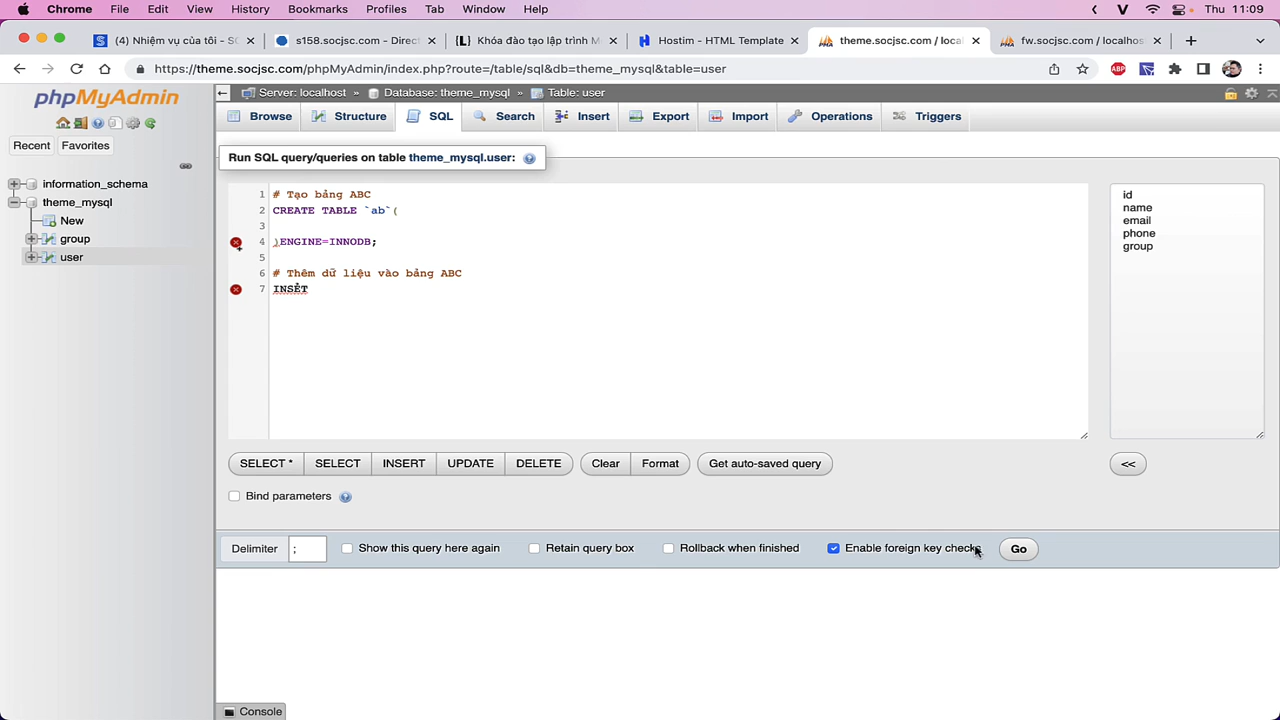 Chrome File Edit View History Bookmarks Profiles Tab Window Help Thu 11:09
(4) Nhiệm vụ của tôi - SC s158.socjsc.com - Direct Khóa đào tạo lập trình M Hostim - HTML Template theme.socjsc.com / local fw.socjsc.com / localhos
https://theme.socjsc.com/phpMyAdmin/index.php?route=/table/sql&db=theme_mysql&table=user
phpMyAdmin
Recent Favorites
information_schema
theme_mysql
New
group
user
Server: localhost » Database: theme_mysql » Table: user
Browse Structure SQL Search Insert Export Import Operations Triggers
Run SQL query/queries on table theme_mysql.user:
1 # Tạo bảng ABC
2 CREATE TABLE `ab`(
3
4 )ENGINE=INNODB;
5
6 # Thêm dữ liệu vào bảng ABC
7 INSẺT
id
name
email
phone
group
SELECT * SELECT INSERT UPDATE DELETE Clear Format Get auto-saved query <<
Bind parameters
Delimiter ; Show this query here again Retain query box Rollback when finished Enable foreign key checks Go
Console